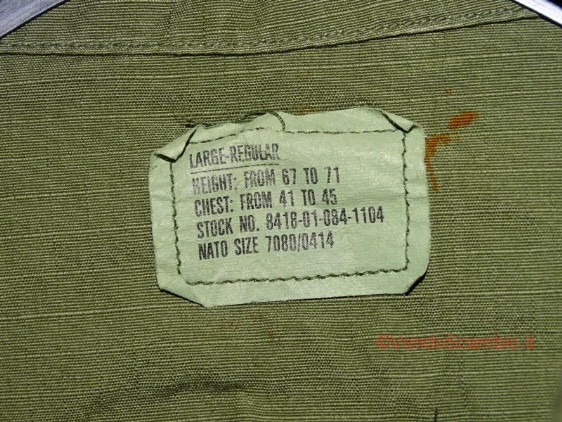 LARGE-REGULAR
HEIGHT: FROM 67 TO 71
CHEST: FROM 41 TO 45
STOCK NO. 8418-01-084-1104
NATO SIZE 7080/0414